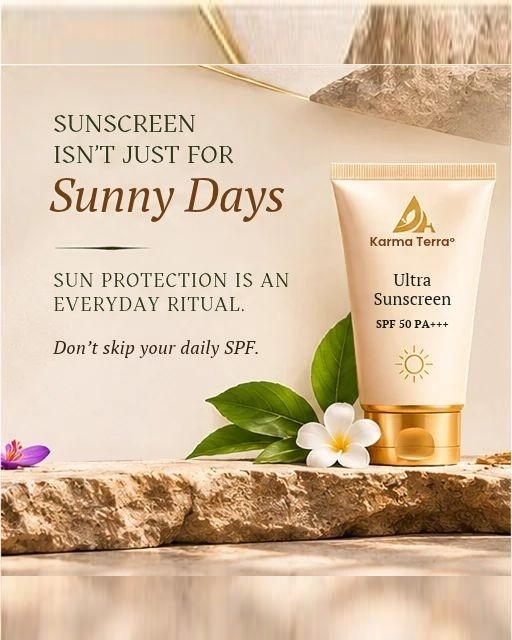 SUNSCREEN
ISN'T JUST FOR
Sunny Days
SUN PROTECTION IS AN
EVERYDAY RITUAL.
Don't skip your daily SPF.
Karma Terra®
Ultra
Sunscreen
SPF 50 PA+++